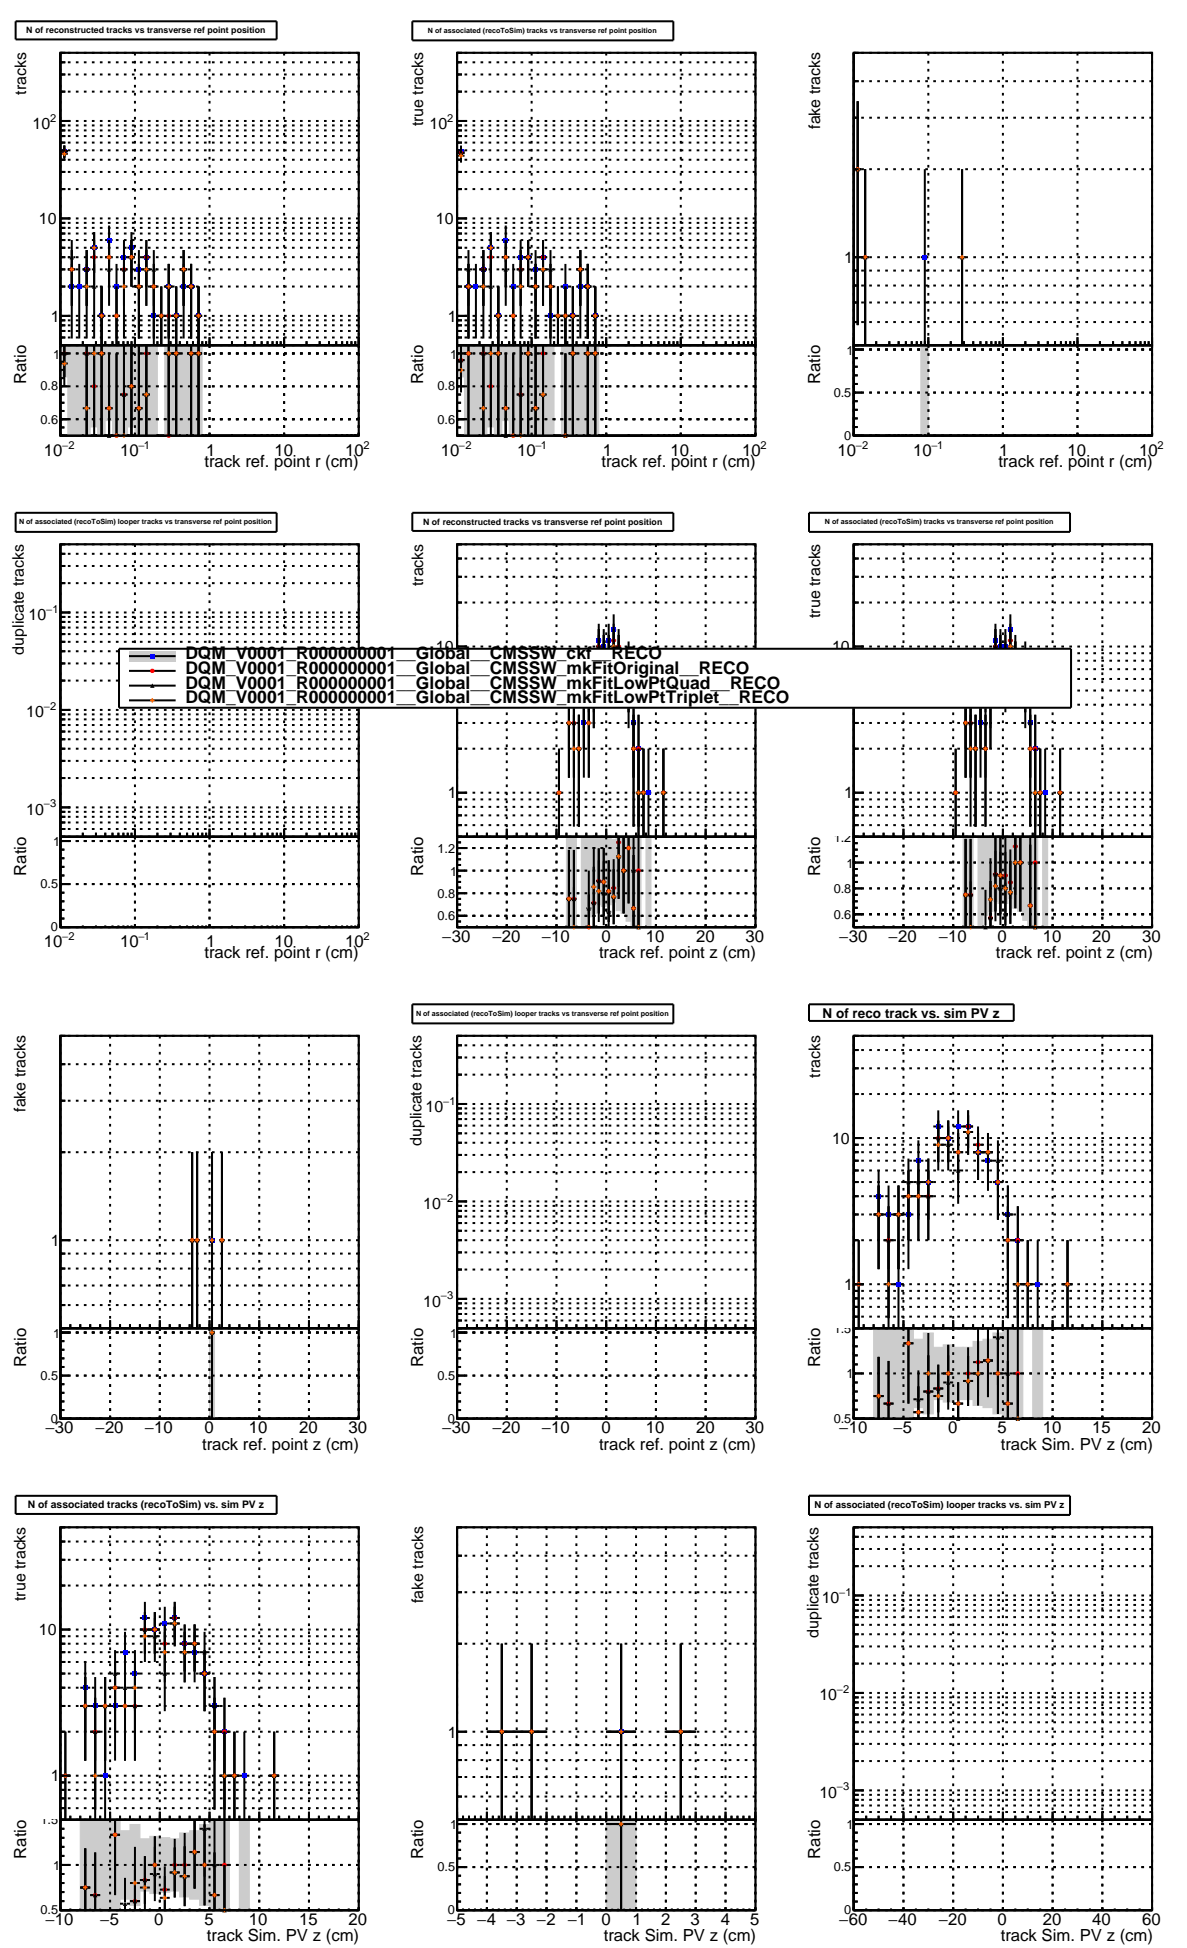 N of reconstructed tracks vs transverse ref point position
N of associated (recoToSim) tracks vs transverse ref point position
tracks
10²
10
1
Ratio
1
0.8
0.6
10⁻² 10⁻¹ 1 10 10²
track ref. point r (cm)
true tracks
10²
10
1
Ratio
1
0.8
0.6
10⁻² 10⁻¹ 1 10 10²
track ref. point r (cm)
fake tracks
1
Ratio
1
0.5
0
10⁻² 10⁻¹ 1 10 10²
track ref. point r (cm)
N of associated (recoToSim) looper tracks vs transverse ref point position
N of reconstructed tracks vs transverse ref point position
N of associated (recoToSim) tracks vs transverse ref point position
duplicate tracks
10⁻¹
10⁻²
10⁻³
Ratio
1
0.5
0
10⁻² 10⁻¹ 1 10 10²
track ref. point r (cm)
tracks
10
1
Ratio
1.2
1
0.8
0.6
−30 −20 −10 0 10 20 30
track ref. point z (cm)
true tracks
10
1
Ratio
1.2
1
0.8
0.6
−30 −20 −10 0 10 20 30
track ref. point z (cm)
DQM_V0001_R000000001__Global__CMSSW_ckf__RECO
DQM_V0001_R000000001__Global__CMSSW_mkFitOriginal__RECO
DQM_V0001_R000000001__Global__CMSSW_mkFitLowPtQuad__RECO
DQM_V0001_R000000001__Global__CMSSW_mkFitLowPtTriplet__RECO
N of associated (recoToSim) looper tracks vs transverse ref point position
N of reco track vs. sim PV z
fake tracks
1
Ratio
1
0.5
0
−30 −20 −10 0 10 20 30
track ref. point z (cm)
duplicate tracks
10⁻¹
10⁻²
10⁻³
Ratio
1
0.5
0
−30 −20 −10 0 10 20 30
track ref. point z (cm)
tracks
10
1
Ratio
1.5
1
0.5
−10 −5 0 5 10 15 20
track Sim. PV z (cm)
N of associated tracks (recoToSim) vs. sim PV z
N of associated (recoToSim) looper tracks vs. sim PV z
true tracks
10
1
Ratio
1.5
1
0.5
−10 −5 0 5 10 15 20
track Sim. PV z (cm)
fake tracks
1
Ratio
1
0.5
0
−5 −4 −3 −2 −1 0 1 2 3 4 5
track Sim. PV z (cm)
duplicate tracks
10⁻¹
10⁻²
10⁻³
Ratio
1
0.5
0
−60 −40 −20 0 20 40 60
track Sim. PV z (cm)